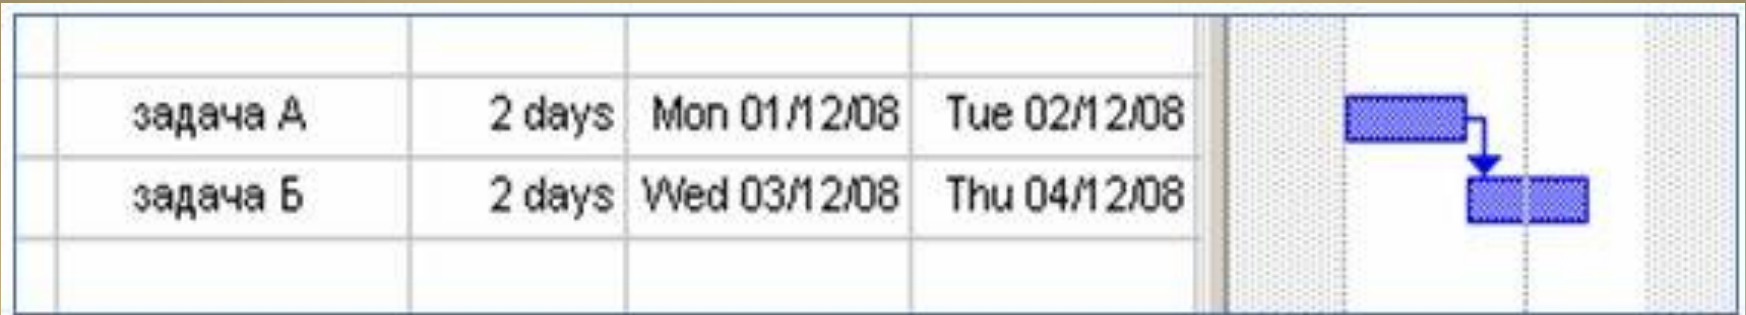 задача А 2 days Mon 01/12/08 Tue 02/12/08
задача Б 2 days Wed 03/12/08 Thu 04/12/08